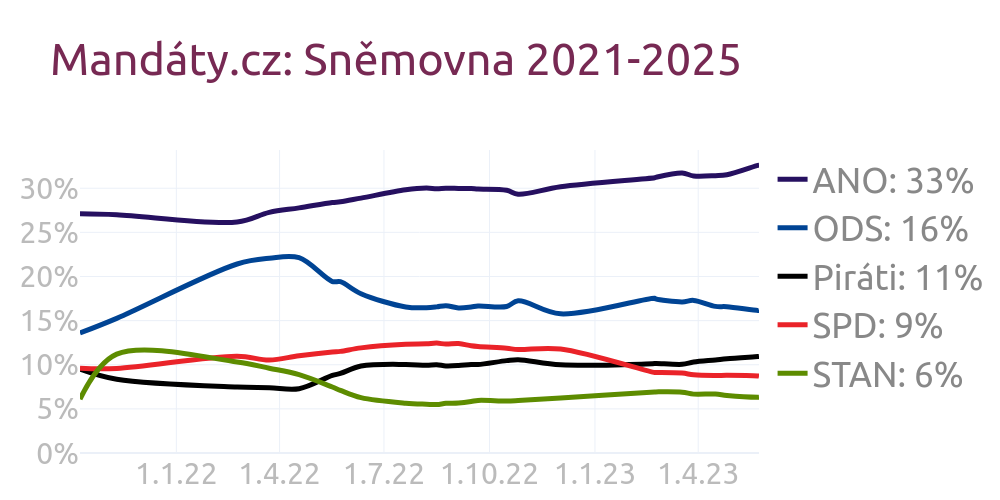 Mandáty.cz: Sněmovna 2021-2025
30%
25%
20%
15%
10%
5%
0%
1.1.22 1.4.22 1.7.22 1.10.22 1.1.23 1.4.23
ANO: 33%
ODS: 16%
Piráti: 11%
SPD: 9%
STAN: 6%